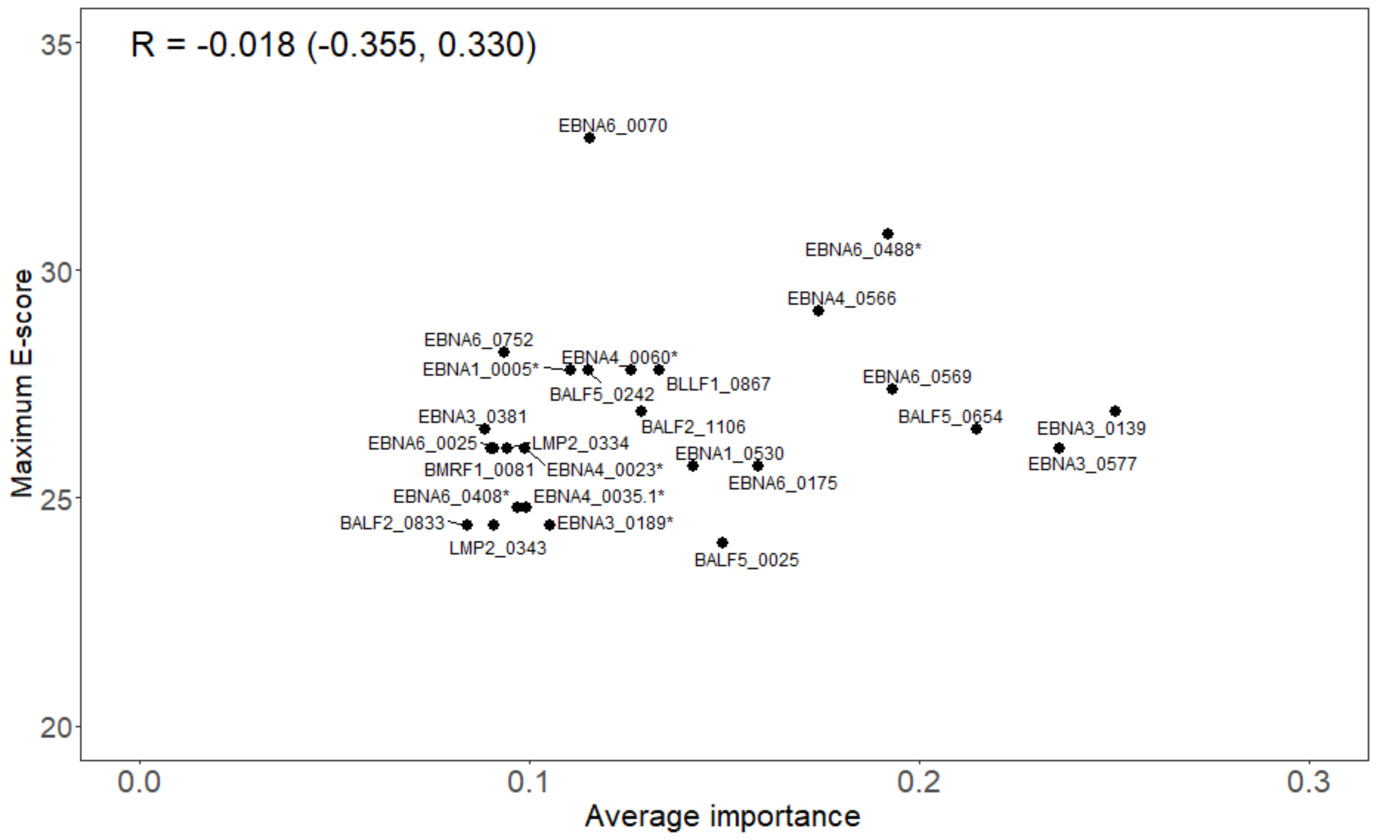 R = -0.018 (-0.355, 0.330)
35
EBNA6_0070
EBNA6_0488*
30
EBNA4_0566
EBNA6_0752
EBNA4_0060*
EBNA1_0005*
EBNA6_0569
BLLF1_0867
BALF5_0242
EBNA3_0381
BALF5_0654
BALF2_1106
EBNA3_0139
EBNA6_0025
LMP2_0334
EBNA1_0530
EBNA3_0577
BMRF1_0081
EBNA4_0023*
EBNA6_0175
25
EBNA6_0408*
EBNA4_0035.1*
BALF2_0833
EBNA3_0189*
LMP2_0343
BALF5_0025
20
Maximum E-score
0.0
0.1
0.2
0.3
Average importance